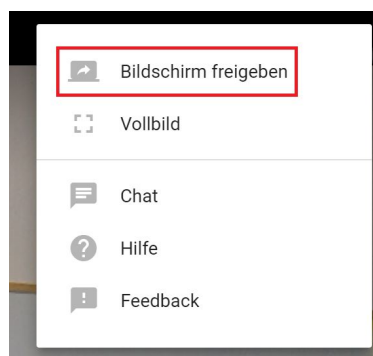 Bildschirm freigeben
Vollbild
Chat
Hilfe
Feedback